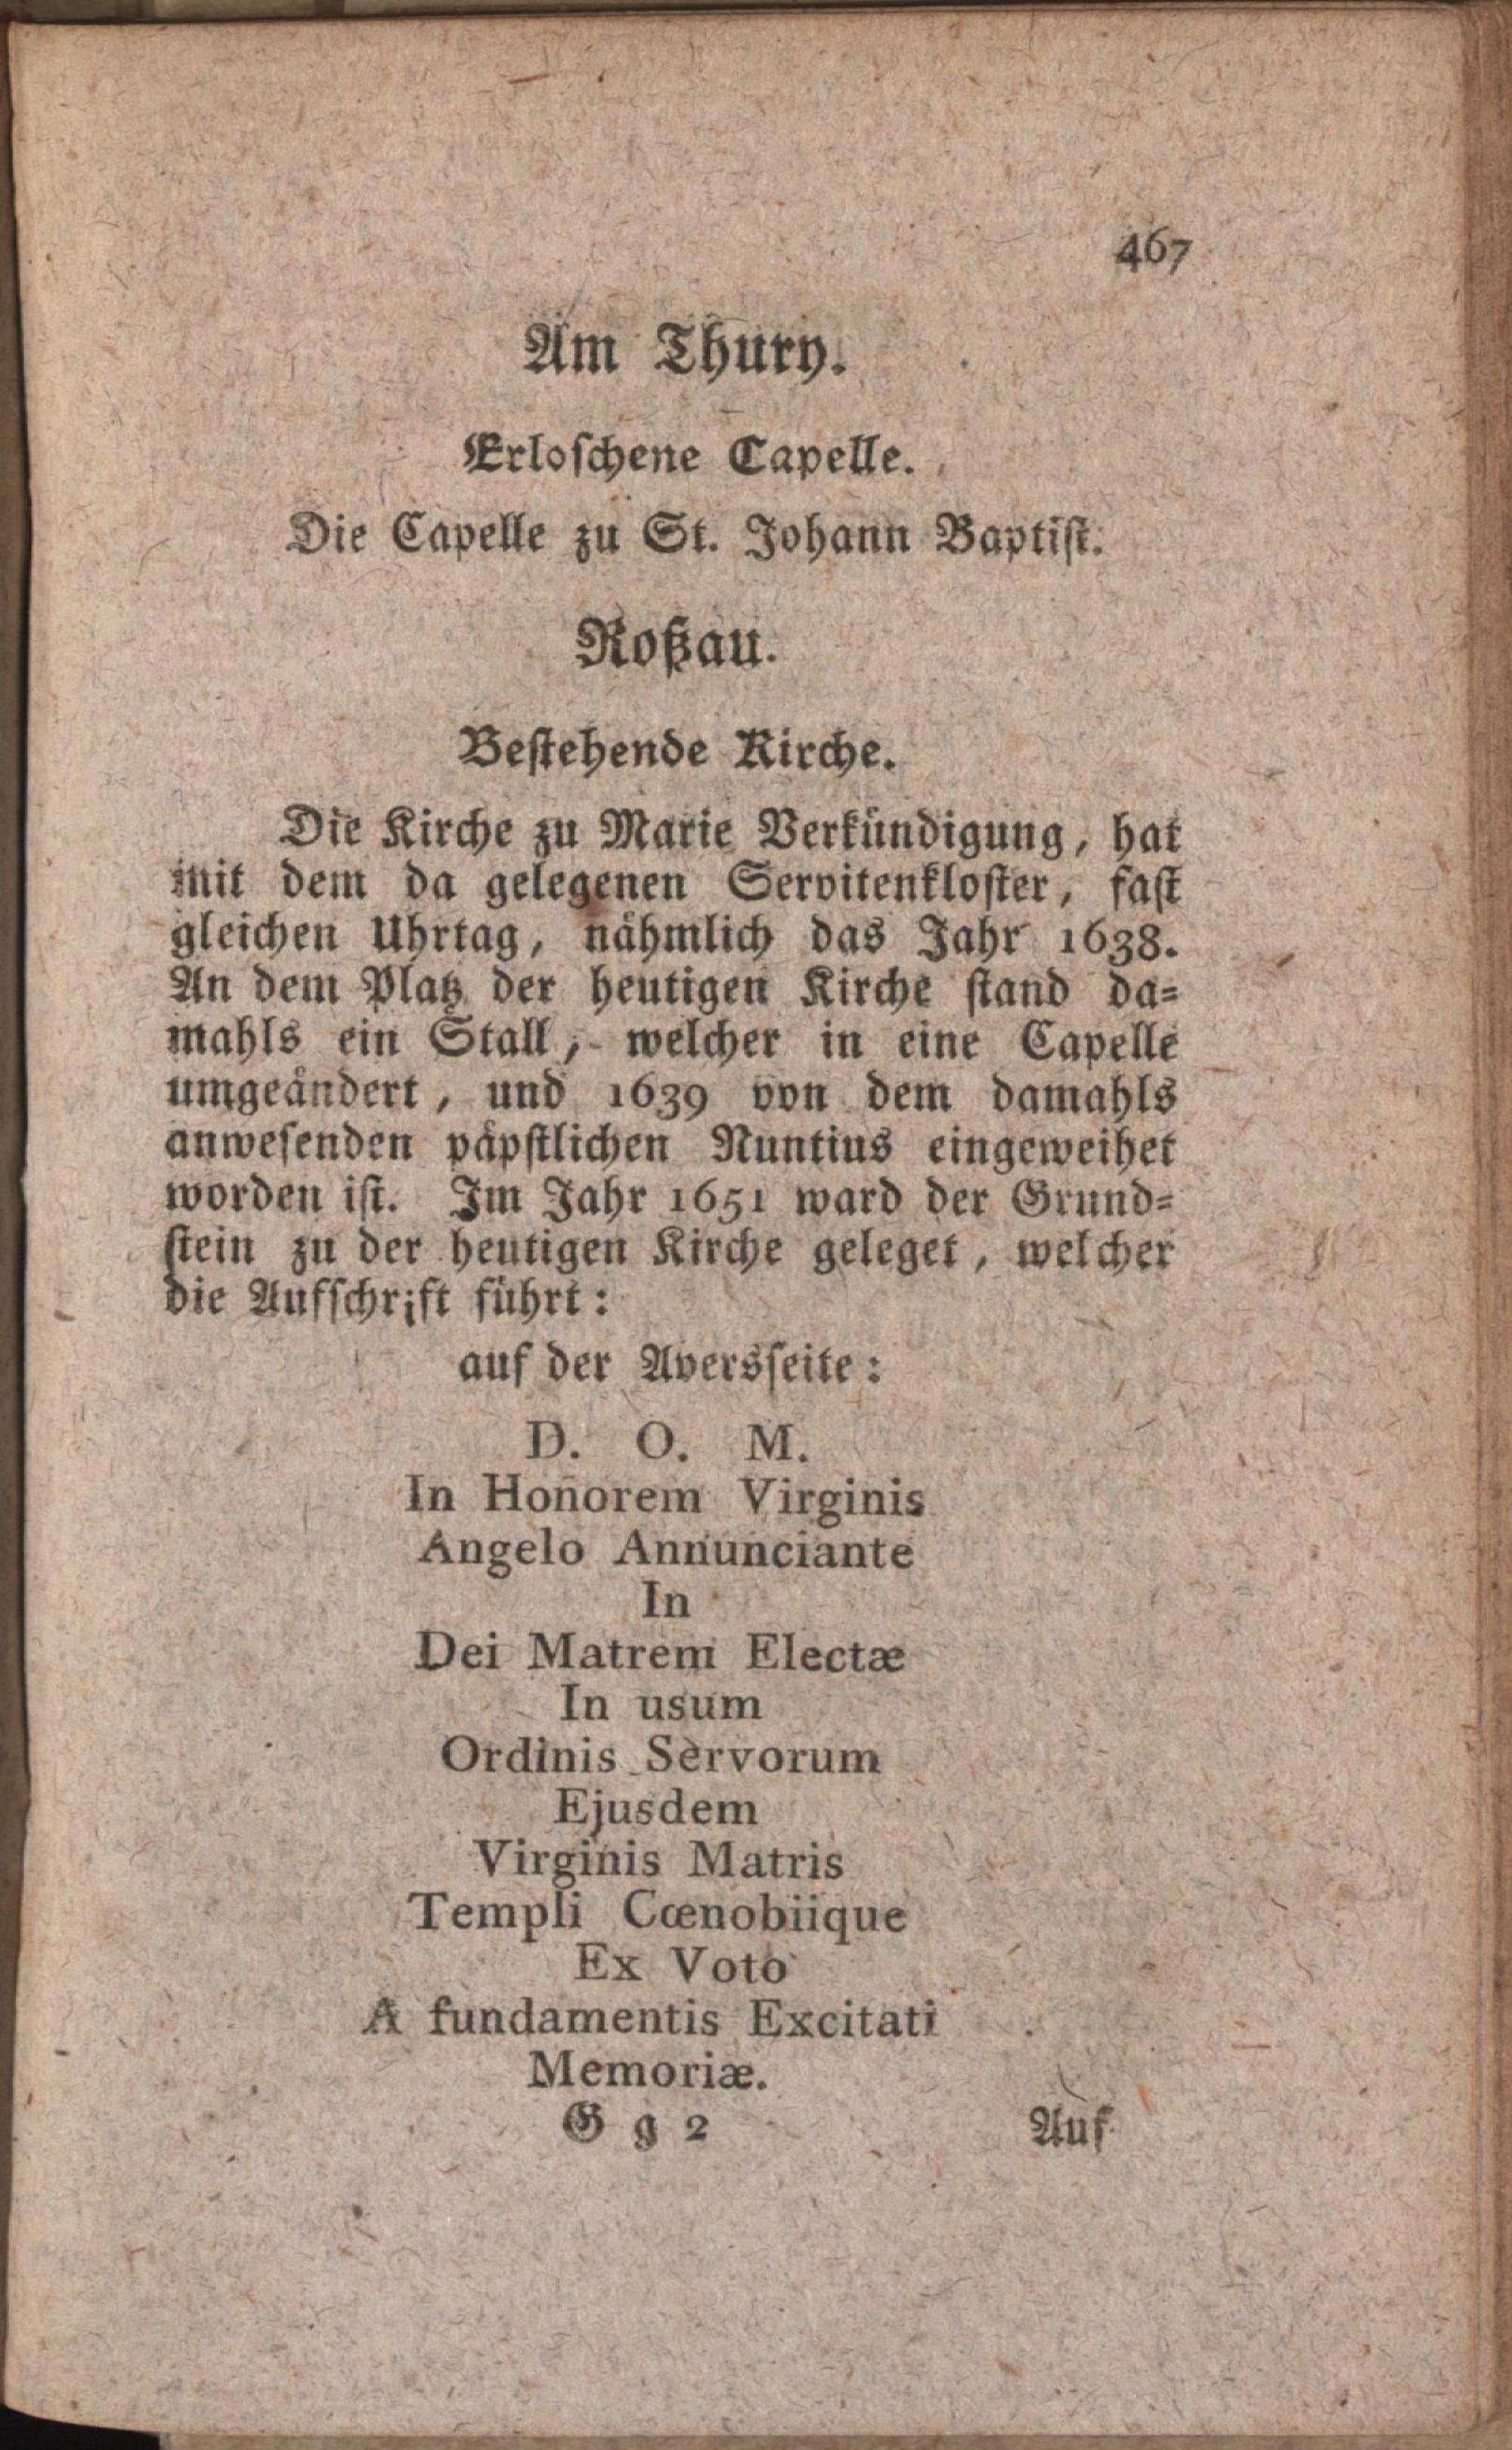 467
Am Thury.
Erloschene Capelle.
Die Capelle zu St. Johann Baptist.
Roßau.
Bestehende Kirche.
Die Kirche zu Marie Verkündigung, hat
mit dem da gelegenen Servitenkloster, fast
gleichen Uhrtag, nähmlich das Jahr 1638.
An dem Platz der heutigen Kirche stand da=
mahls ein Stall, welcher in eine Capelle
umgeändert, und 1639 von dem damahls
anwesenden päpstlichen Nuntius eingeweihet
worden ist. Im Jahr 1651 ward der Grund=
stein zu der heutigen Kirche geleget, welcher
die Aufschrift führt:
auf der Aversseite:
D. O. M.
In Honorem Virginis
Angelo Annunciante
In
Dei Matrem Electæ
In usum
Ordinis Servorum
Ejusdem
Virginis Matris
Templi Cœnobiique
Ex Voto
A fundamentis Excitati
Memoriæ.
G g 2 Auf